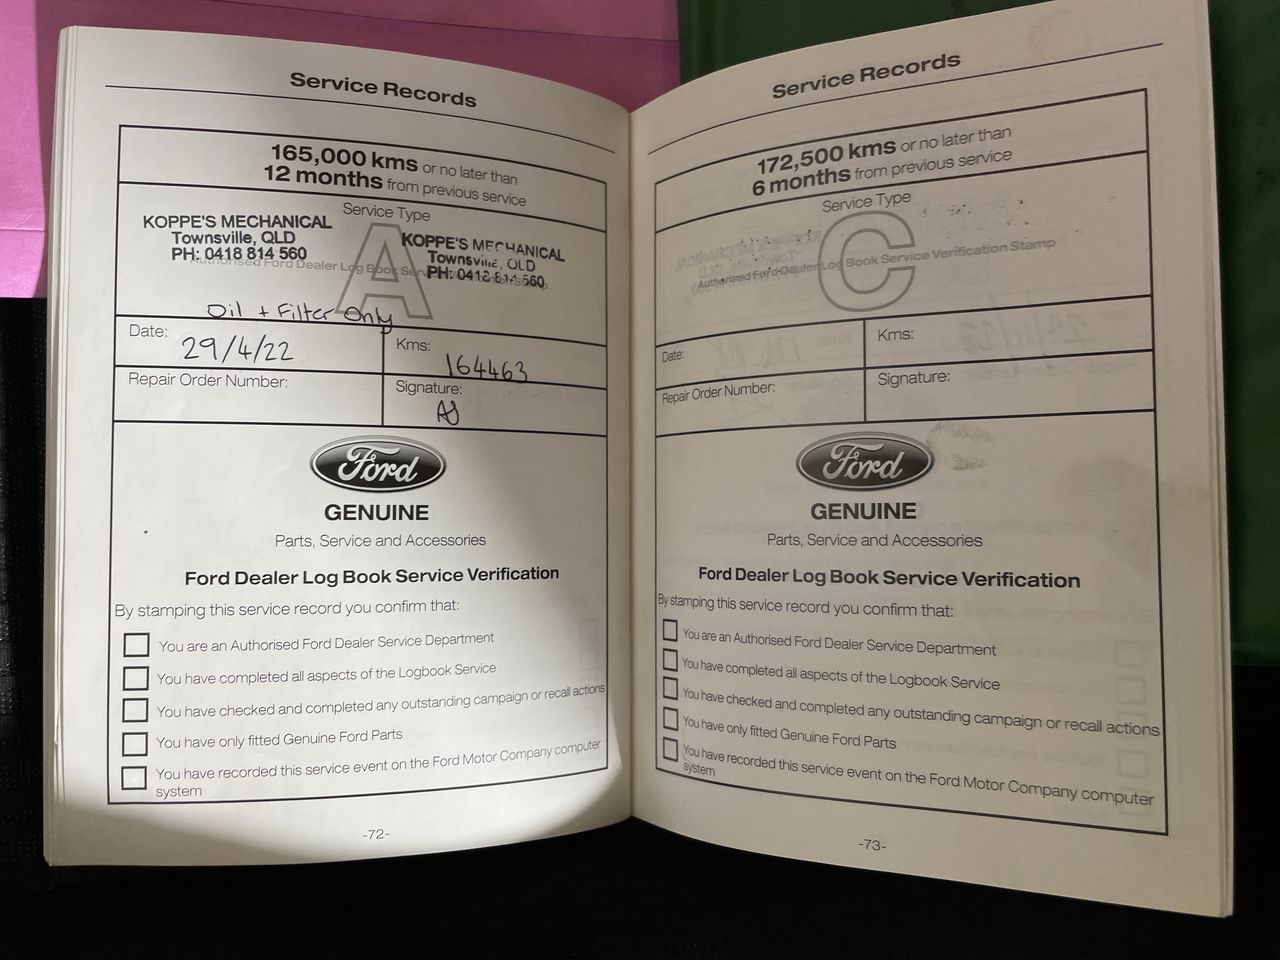 Service Records
165,000 kms or no later than
12 months from previous service
Service Type
A
KOPPE'S MECHANICAL
Townsville, QLD
PH: 0418 814 560
KOPPE'S MECHANICAL
Townsville, QLD
PH: 0418 814 560
Authorised Ford Dealer Log Book Ser
Oil + Filter Only
Date: 29/4/22
Kms: 164463
Repair Order Number:
Signature: AJ
Ford
GENUINE
Parts, Service and Accessories
Ford Dealer Log Book Service Verification
By stamping this service record you confirm that:
You are an Authorised Ford Dealer Service Department
You have completed all aspects of the Logbook Service
You have checked and completed any outstanding campaign or recall actions
You have only fitted Genuine Ford Parts
You have recorded this service event on the Ford Motor Company computer
system
-72-
Service Records
172,500 kms or no later than
6 months from previous service
Service Type
C
Authorised Ford Dealer Log Book Service Verification Stamp
Date:
Kms:
Repair Order Number:
Signature:
Ford
GENUINE
Parts, Service and Accessories
Ford Dealer Log Book Service Verification
By stamping this service record you confirm that:
You are an Authorised Ford Dealer Service Department
You have completed all aspects of the Logbook Service
You have checked and completed any outstanding campaign or recall actions
You have only fitted Genuine Ford Parts
You have recorded this service event on the Ford Motor Company computer
system
-73-